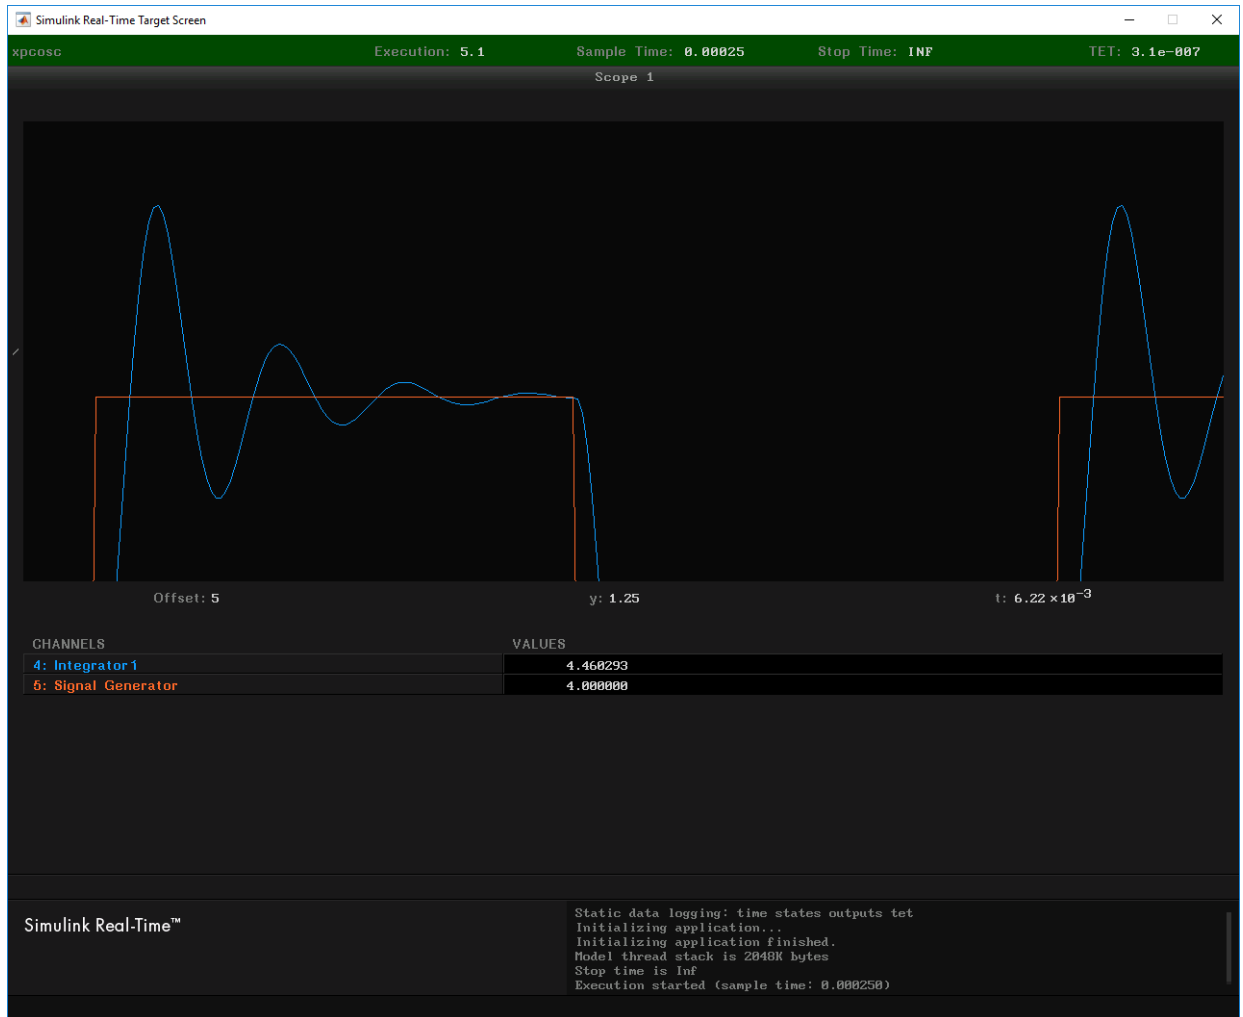 Simulink Real-Time Target Screen
xpcosc Execution: 5.1 Sample Time: 0.00025 Stop Time: INF TET: 3.1e-007
Scope 1
Offset: 5 y: 1.25 t: 6.22 ×10⁻³
CHANNELS VALUES
4: Integrator1 4.460293
5: Signal Generator 4.000000
Simulink Real-Time™
Static data logging: time states outputs tet
Initializing application...
Initializing application finished.
Model thread stack is 2048K bytes
Stop time is Inf
Execution started (sample time: 0.000250)